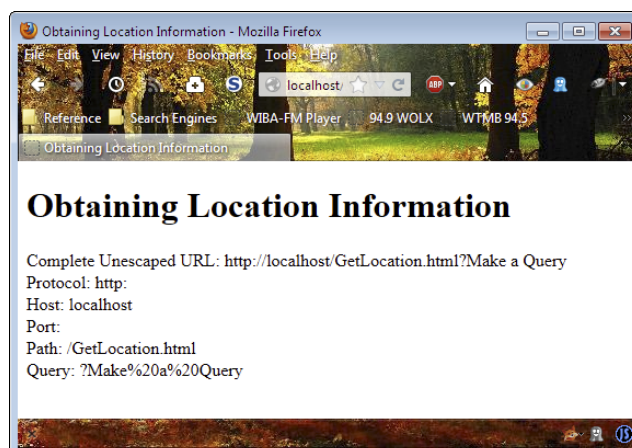 Obtaining Location Information - Mozilla Firefox
File Edit View History Bookmarks Tools Help
S localhost/ ABP
Reference Search Engines WIBA-FM Player 94.9 WOLX WTMB 94.5
Obtaining Location Information
Obtaining Location Information
Complete Unescaped URL: http://localhost/GetLocation.html?Make a Query
Protocol: http:
Host: localhost
Port:
Path: /GetLocation.html
Query: ?Make%20a%20Query